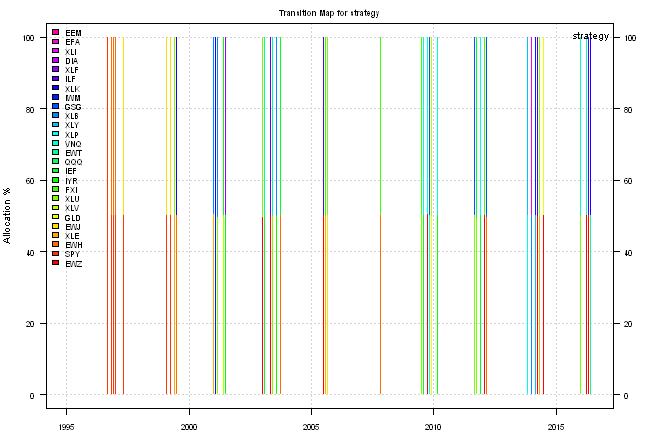 Transition Map for strategy
strategy
Allocation %
100
80
60
40
20
0
EEM
EFA
XLI
DIA
XLF
ILF
XLK
IWM
GSG
XLB
XLY
XLP
VNQ
EWT
QQQ
IEF
IYR
FXI
XLU
XLV
GLD
EWJ
XLE
EWH
SPY
EWZ
100
80
60
40
20
0
1995
2000
2005
2010
2015